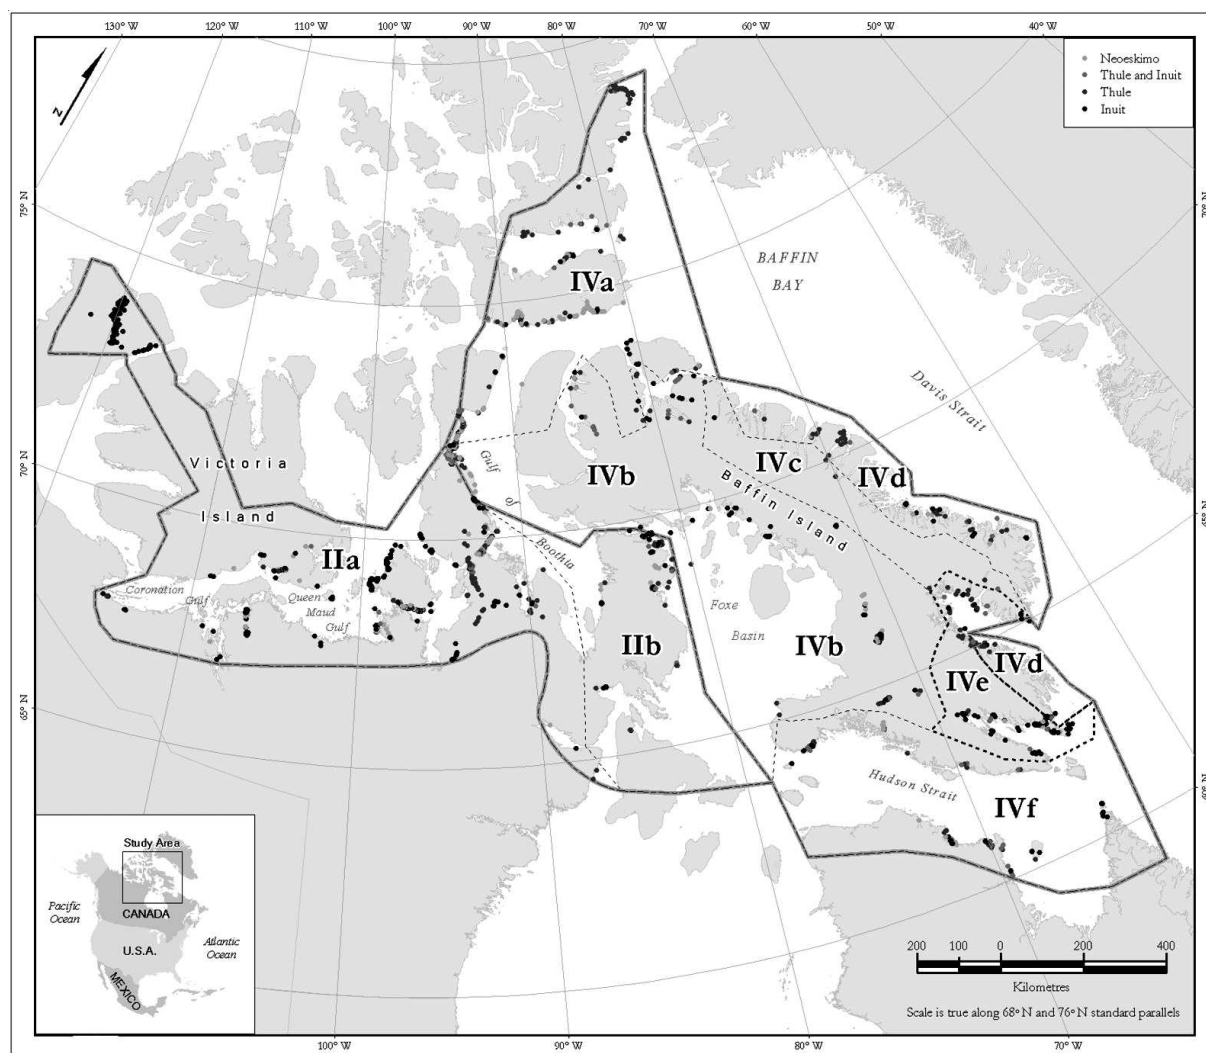 130° W 120° W 110° W 100° W 90° W 80° W 70° W 60° W 50° W 40° W
Neoeskimo
Thule and Inuit
Thule
Inuit
N
75° N
70° N
BAFFIN
BAY
IVa
Davis Strait
70° N
Victoria
Island
Gulf
of
Boothia
IVb
IVc
IVd
Baffin Island
65° N
IIa
Coronation
Gulf
Queen
Maud
Gulf
Foxe
Basin
IIb
IVb
IVe
IVd
65° N
Hudson Strait
IVf
60° N
Study Area
Pacific
Ocean
CANADA
U.S.A.
Atlantic
Ocean
MEXICO
200 100 0 200 400
Kilometres
Scale is true along 68° N and 76° N standard parallels
100° W 90° W 80° W 70° W